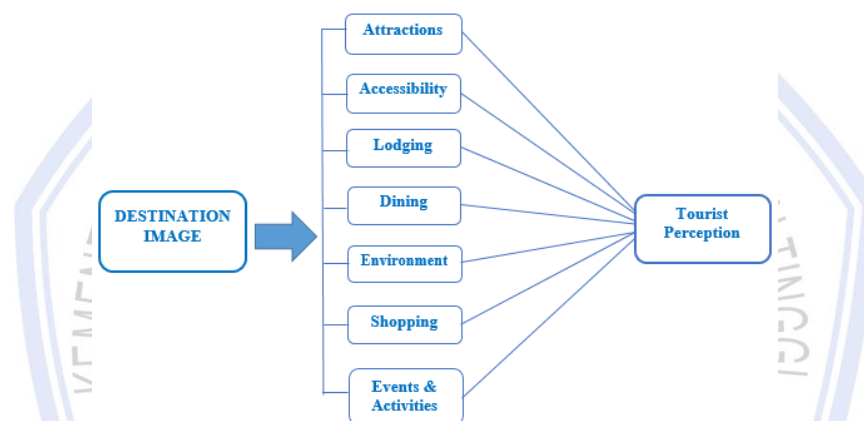 Attractions
Accessibility
Lodging
DESTINATION
IMAGE
Dining
Tourist
Perception
Environment
Shopping
Events &
Activities